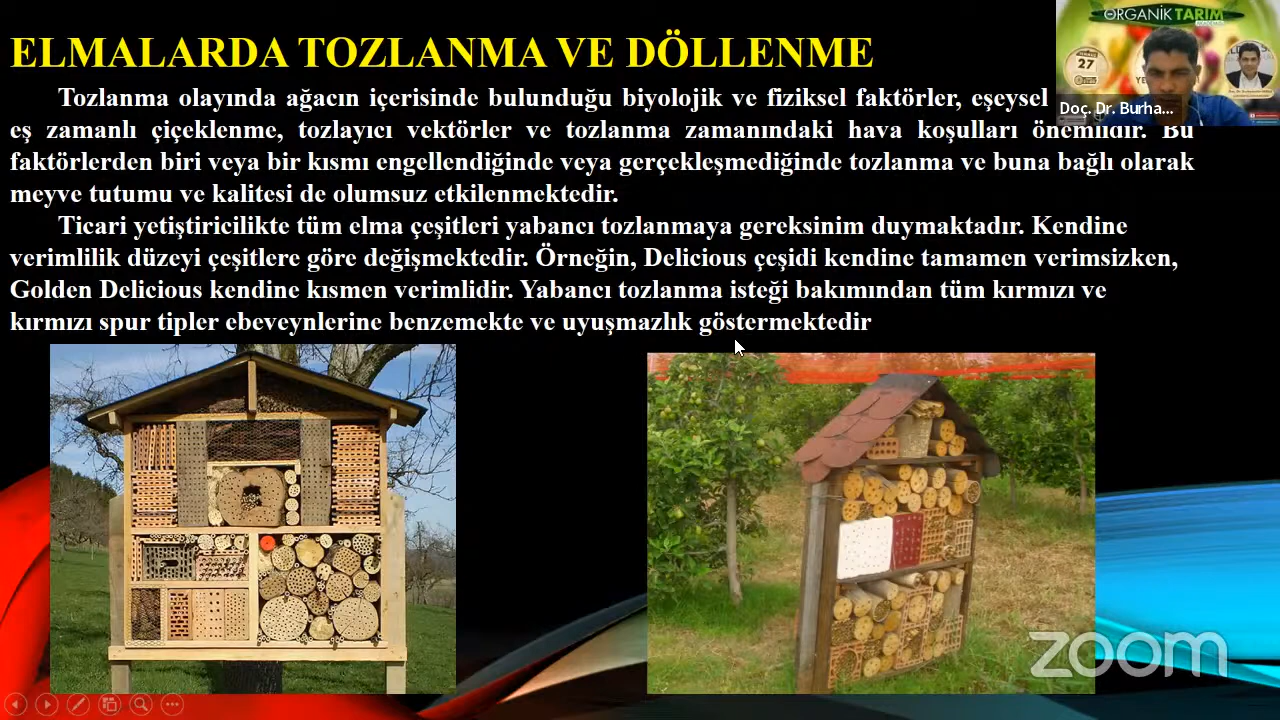 ELMALARDA TOZLANMA VE DÖLLENME
Tozlanma olayında ağacın içerisinde bulunduğu biyolojik ve fiziksel faktörler, eşeysel
eş zamanlı çiçeklenme, tozlayıcı vektörler ve tozlanma zamanındaki hava koşulları önemlidir. Bu
faktörlerden biri veya bir kısmı engellendiğinde veya gerçekleşmediğinde tozlanma ve buna bağlı olarak
meyve tutumu ve kalitesi de olumsuz etkilenmektedir.
Ticari yetiştiricilikte tüm elma çeşitleri yabancı tozlanmaya gereksinim duymaktadır. Kendine
verimlilik düzeyi çeşitlere göre değişmektedir. Örneğin, Delicious çeşidi kendine tamamen verimsizken,
Golden Delicious kendine kısmen verimlidir. Yabancı tozlanma isteği bakımından tüm kırmızı ve
kırmızı spur tipler ebeveynlerine benzemekte ve uyuşmazlık göstermektedir
ORGANİK TARIM
27
Doç. Dr. Burha...
zoom